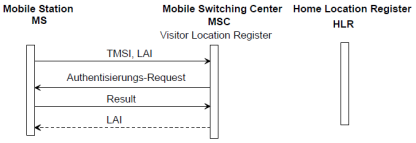 Mobile Station
MS
Mobile Switching Center
MSC
Visitor Location Register
Home Location Register
HLR
TMSI, LAI
Authentisierungs-Request
Result
LAI